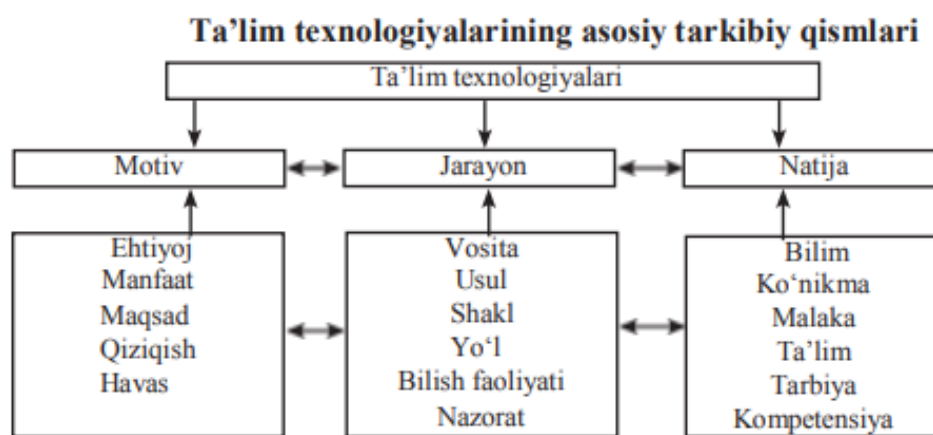 Ta’lim texnologiyalarining asosiy tarkibiy qismlari
Ta’lim texnologiyalari
Motiv
Jarayon
Natija
Ehtiyoj
Manfaat
Maqsad
Qiziqish
Havas
Vosita
Usul
Shakl
Yo‘l
Bilish faoliyati
Nazorat
Bilim
Ko‘nikma
Malaka
Ta’lim
Tarbiya
Kompetensiya